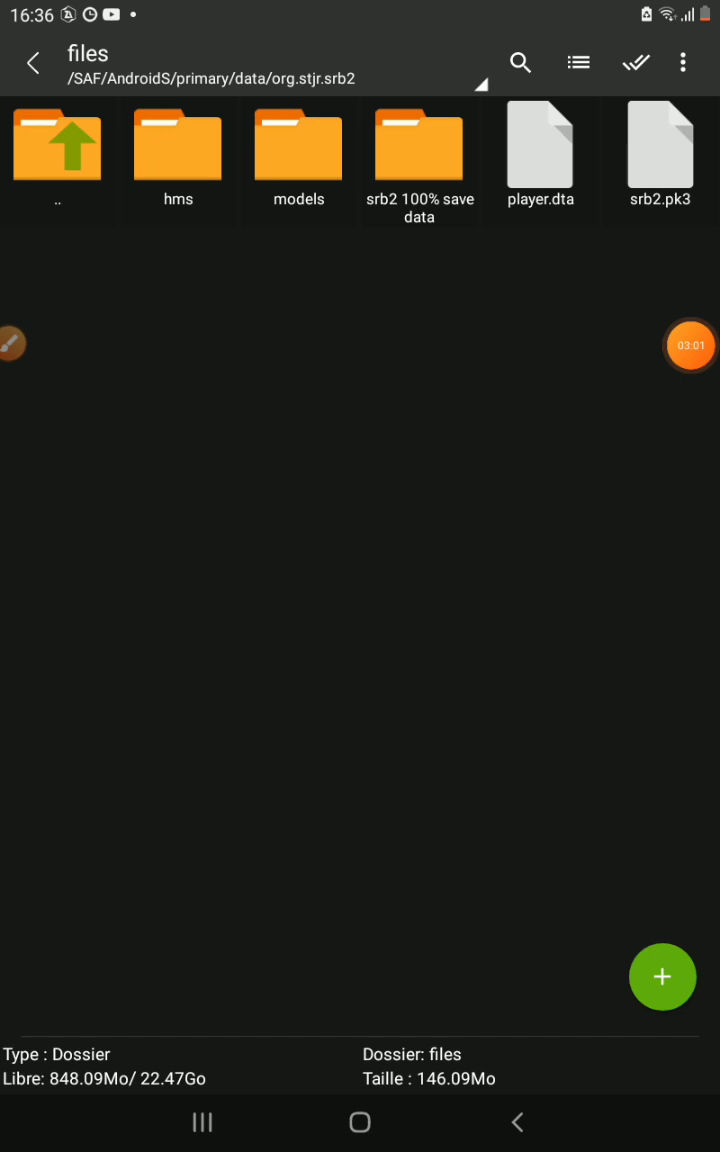 16:36
files
/SAF/AndroidS/primary/data/org.stjr.srb2
..
hms
models
srb2 100% save
data
player.dta
srb2.pk3
03:01
Type : Dossier
Dossier: files
Libre: 848.09Mo/ 22.47Go
Taille : 146.09Mo